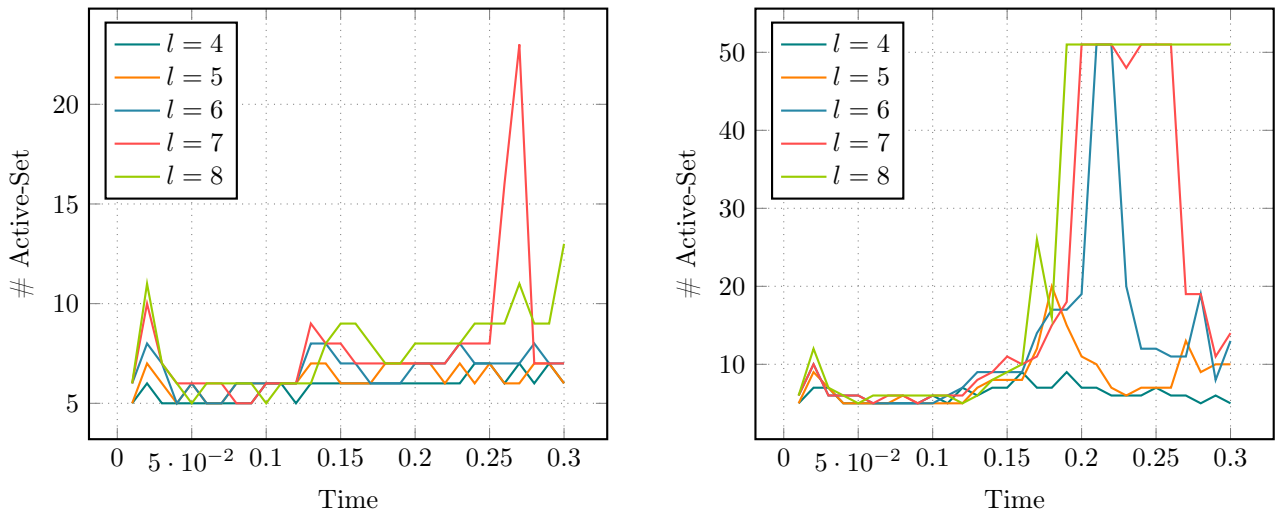 l = 4
l = 5
l = 6
l = 7
l = 8
20
15
10
5
# Active-Set
0
5 · 10⁻²
0.1
0.15
0.2
0.25
0.3
Time
l = 4
l = 5
l = 6
l = 7
l = 8
50
40
30
20
10
# Active-Set
0
5 · 10⁻²
0.1
0.15
0.2
0.25
0.3
Time